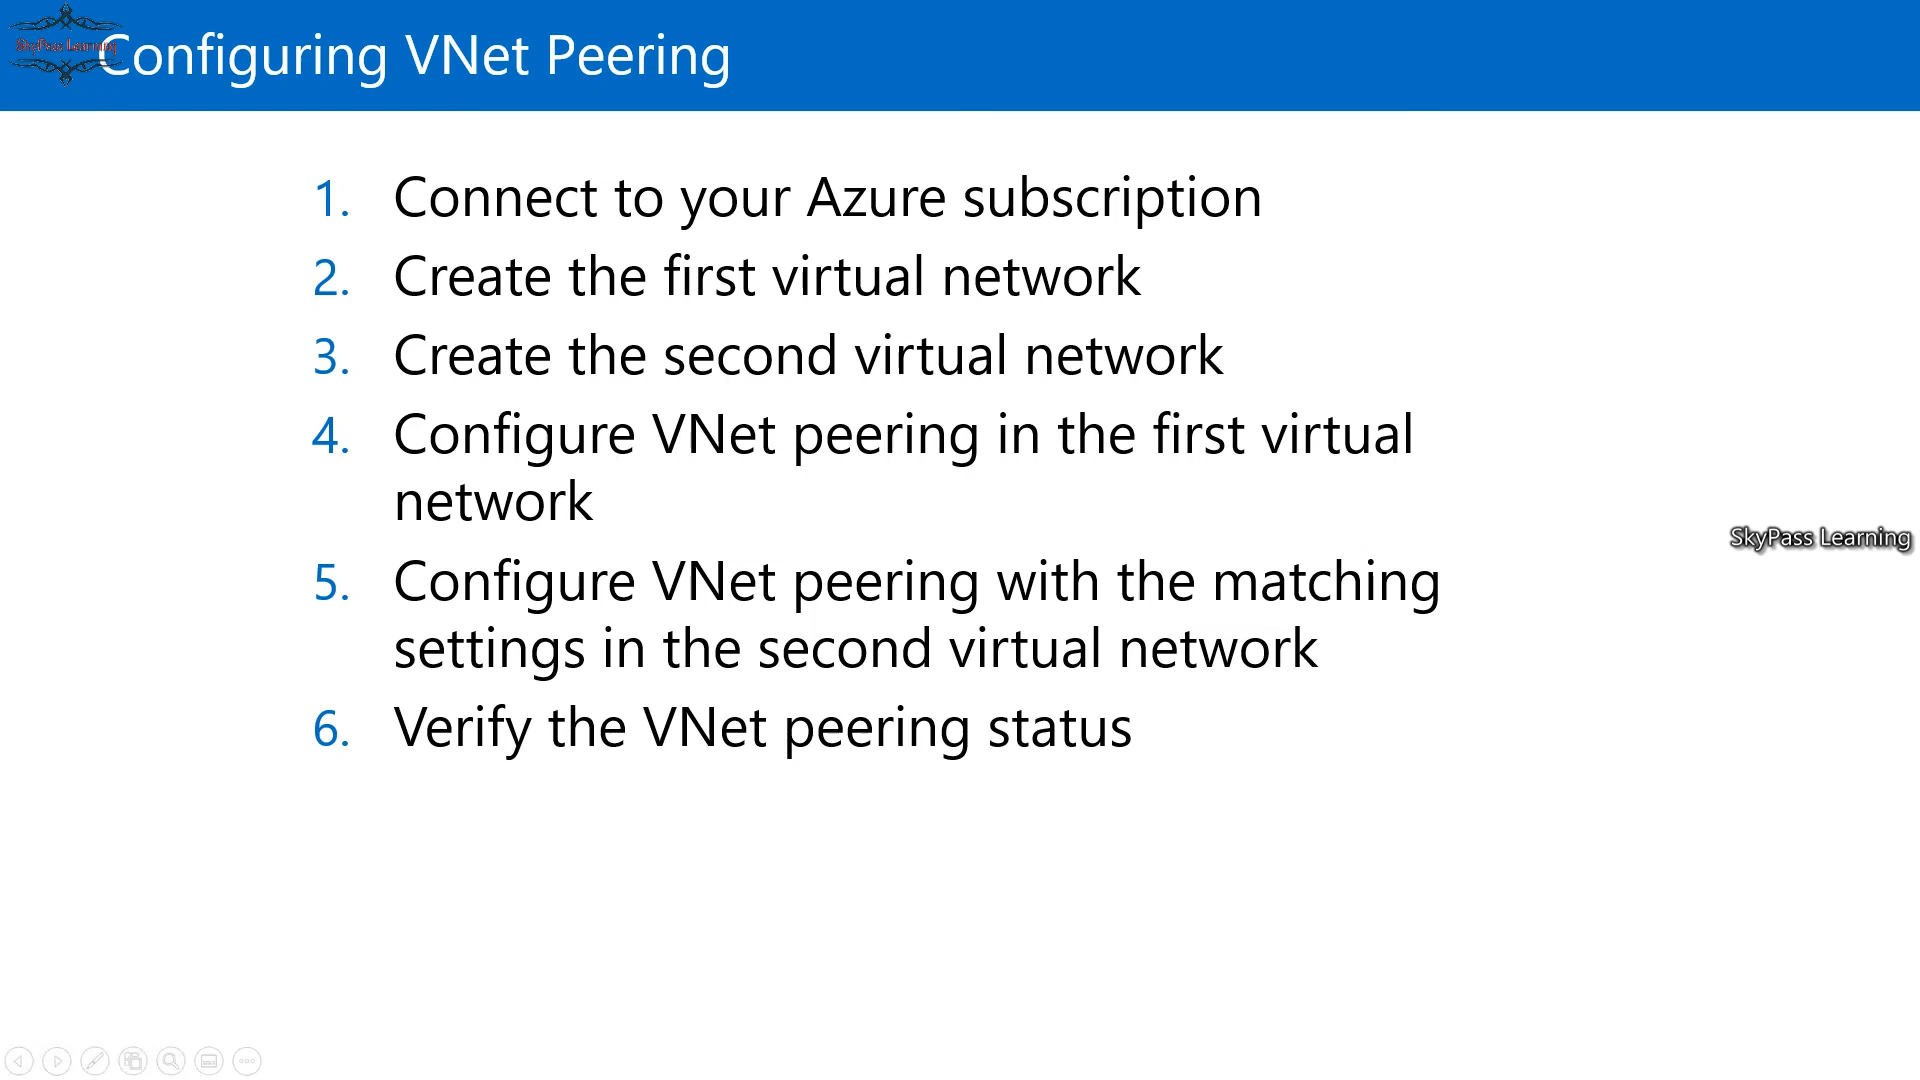 SkyPass Learning
Configuring VNet Peering
1. Connect to your Azure subscription
2. Create the first virtual network
3. Create the second virtual network
4. Configure VNet peering in the first virtual
network
5. Configure VNet peering with the matching
settings in the second virtual network
6. Verify the VNet peering status
SkyPass Learning